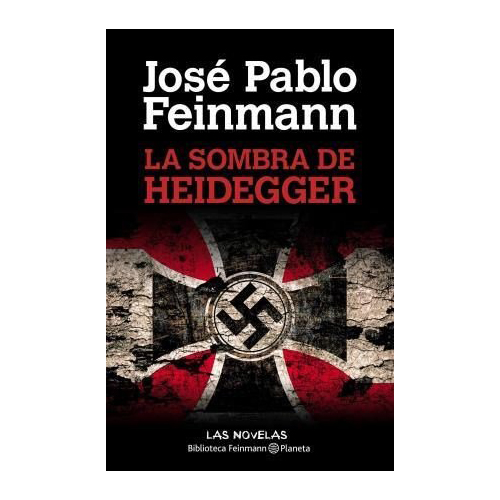 José Pablo
Feinmann
LA SOMBRA DE
HEIDEGGER
LAS NOVELAS
Biblioteca Feinmann Planeta